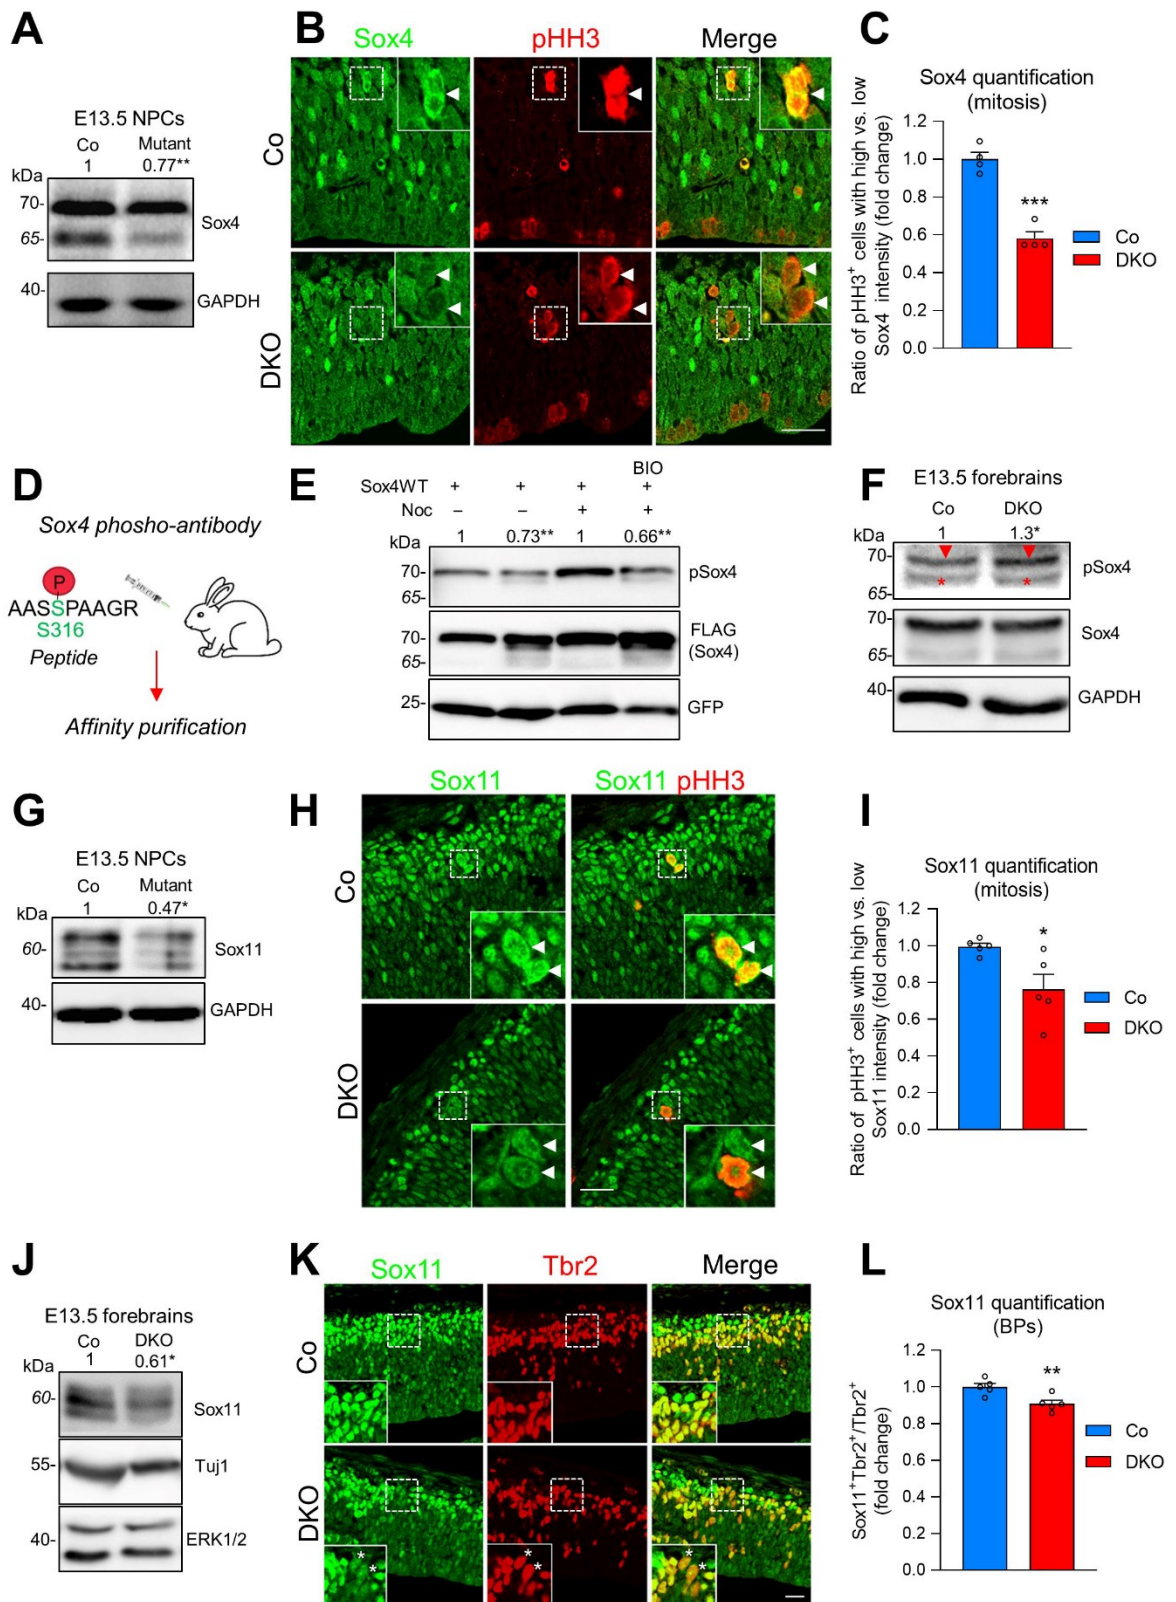 A
E13.5 NPCs
Co Mutant
1 0.77**
kDa
70-
65-
Sox4
40-
GAPDH
B
Sox4 pHH3 Merge
Co
DKO
C
Sox4 quantification
(mitosis)
Ratio of pHH3+ cells with high vs. low
Sox4 intensity (fold change)
1.2
1.0
0.8
0.6
0.4
0.2
0.0
***
Co
DKO
D
Sox4 phosho-antibody
P
AASSPAAGR
S316
Peptide
Affinity purification
E
BIO
Sox4WT + + + +
Noc – – + +
kDa 1 0.73** 1 0.66**
70-
65-
pSox4
70-
65-
FLAG
(Sox4)
25-
GFP
F
E13.5 forebrains
Co DKO
1 1.3*
kDa
70-
65-
* *
pSox4
70-
65-
Sox4
40-
GAPDH
G
E13.5 NPCs
Co Mutant
1 0.47*
kDa
60-
Sox11
40-
GAPDH
H
Sox11 Sox11 pHH3
Co
DKO
I
Sox11 quantification
(mitosis)
Ratio of pHH3+ cells with high vs. low
Sox11 intensity (fold change)
1.2
1.0
0.8
0.6
0.4
0.2
0.0
*
Co
DKO
J
E13.5 forebrains
Co DKO
1 0.61*
kDa
60-
Sox11
55-
Tuj1
40-
ERK1/2
K
Sox11 Tbr2 Merge
Co
DKO
* * * * * *
L
Sox11 quantification
(BPs)
Sox11+Tbr2+/Tbr2+
(fold change)
1.2
1.0
0.8
0.6
0.4
0.2
0.0
**
Co
DKO